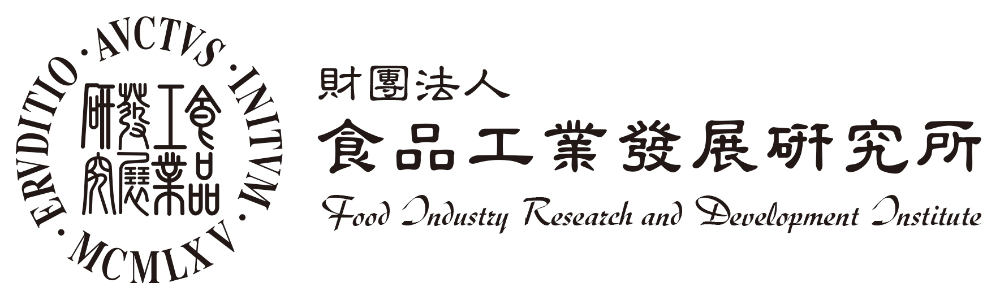 ERVDITIO · AVCTVS · INITVM · MCMLXV ·
食品工業發展研究
財團法人
食品工業發展研究所
Food Industry Research and Development Institute